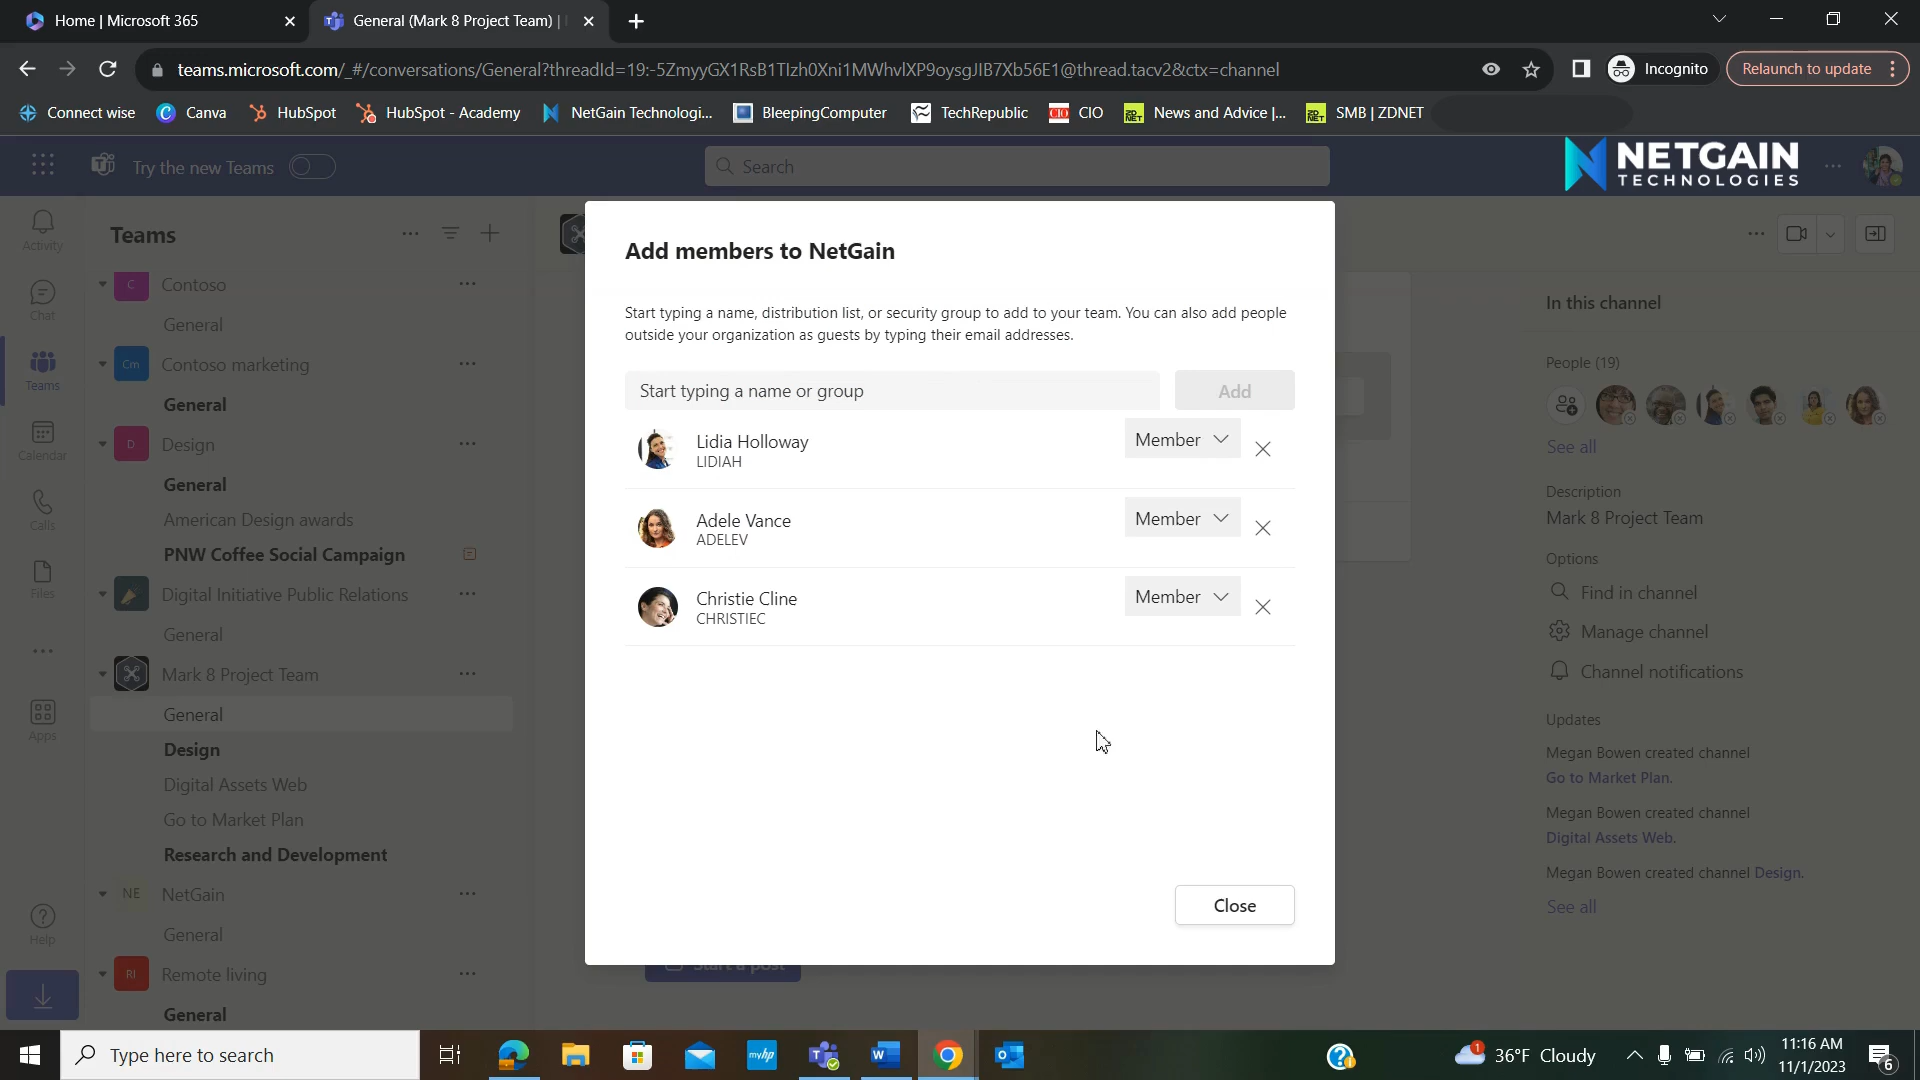 Home | Microsoft 365
General (Mark 8 Project Team) |
teams.microsoft.com/_#/conversations/General?threadId=19:-5ZmyyGX1RsB1TIzh0Xni1MWhvlXP9oysgJIB7Xb56E1@thread.tacv2&ctx=channel
Incognito
Relaunch to update
Connect wise
Canva
HubSpot
HubSpot - Academy
NetGain Technologi...
BleepingComputer
TechRepublic
CIO
CIO
News and Advice |...
SMB | ZDNET
Try the new Teams
Search
NETGAIN
TECHNOLOGIES
Activity
Chat
Teams
Calendar
Calls
Files
Apps
Help
Teams
C
Contoso
General
Cm
Contoso marketing
General
D
Design
General
American Design awards
PNW Coffee Social Campaign
Digital Initiative Public Relations
General
Mark 8 Project Team
General
Design
Digital Assets Web
Go to Market Plan
Research and Development
NE
NetGain
General
RI
Remote living
General
Add members to NetGain
Start typing a name, distribution list, or security group to add to your team. You can also add people
outside your organization as guests by typing their email addresses.
Start typing a name or group
Add
Lidia Holloway
LIDIAH
Member
Adele Vance
ADELEV
Member
Christie Cline
CHRISTIEC
Member
Close
Start a post
In this channel
People (19)
See all
Description
Mark 8 Project Team
Options
Find in channel
Manage channel
Channel notifications
Updates
Megan Bowen created channel
Go to Market Plan.
Megan Bowen created channel
Digital Assets Web.
Megan Bowen created channel Design.
See all
Type here to search
myhp
1
36°F Cloudy
11:16 AM
11/1/2023
6